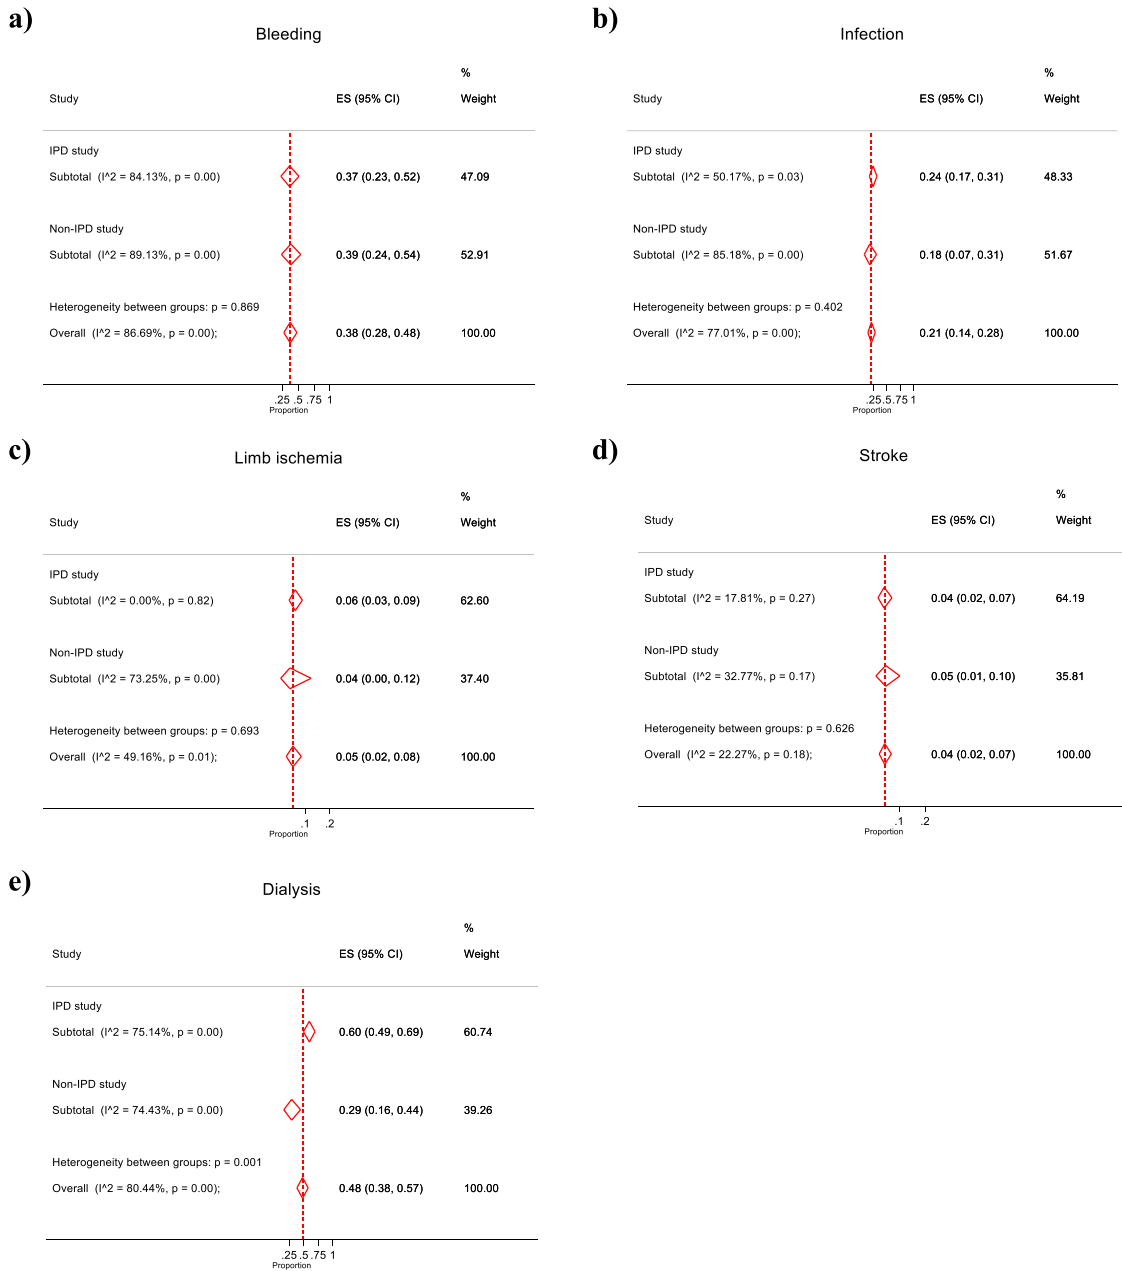 a)
Bleeding
%
Study ES (95% CI) Weight
IPD study
Subtotal (I^2 = 84.13%, p = 0.00) 0.37 (0.23, 0.52) 47.09
Non-IPD study
Subtotal (I^2 = 89.13%, p = 0.00) 0.39 (0.24, 0.54) 52.91
Heterogeneity between groups: p = 0.869
Overall (I^2 = 86.69%, p = 0.00); 0.38 (0.28, 0.48) 100.00
.25 .5 .75 1
Proportion
b)
Infection
%
Study ES (95% CI) Weight
IPD study
Subtotal (I^2 = 50.17%, p = 0.03) 0.24 (0.17, 0.31) 48.33
Non-IPD study
Subtotal (I^2 = 85.18%, p = 0.00) 0.18 (0.07, 0.31) 51.67
Heterogeneity between groups: p = 0.402
Overall (I^2 = 77.01%, p = 0.00); 0.21 (0.14, 0.28) 100.00
.25 .5 .75 1
Proportion
c)
Limb ischemia
%
Study ES (95% CI) Weight
IPD study
Subtotal (I^2 = 0.00%, p = 0.82) 0.06 (0.03, 0.09) 62.60
Non-IPD study
Subtotal (I^2 = 73.25%, p = 0.00) 0.04 (0.00, 0.12) 37.40
Heterogeneity between groups: p = 0.693
Overall (I^2 = 49.16%, p = 0.01); 0.05 (0.02, 0.08) 100.00
.1 .2
Proportion
d)
Stroke
%
Study ES (95% CI) Weight
IPD study
Subtotal (I^2 = 17.81%, p = 0.27) 0.04 (0.02, 0.07) 64.19
Non-IPD study
Subtotal (I^2 = 32.77%, p = 0.17) 0.05 (0.01, 0.10) 35.81
Heterogeneity between groups: p = 0.626
Overall (I^2 = 22.27%, p = 0.18); 0.04 (0.02, 0.07) 100.00
.1 .2
Proportion
e)
Dialysis
%
Study ES (95% CI) Weight
IPD study
Subtotal (I^2 = 75.14%, p = 0.00) 0.60 (0.49, 0.69) 60.74
Non-IPD study
Subtotal (I^2 = 74.43%, p = 0.00) 0.29 (0.16, 0.44) 39.26
Heterogeneity between groups: p = 0.001
Overall (I^2 = 80.44%, p = 0.00); 0.48 (0.38, 0.57) 100.00
.25 .5 .75 1
Proportion